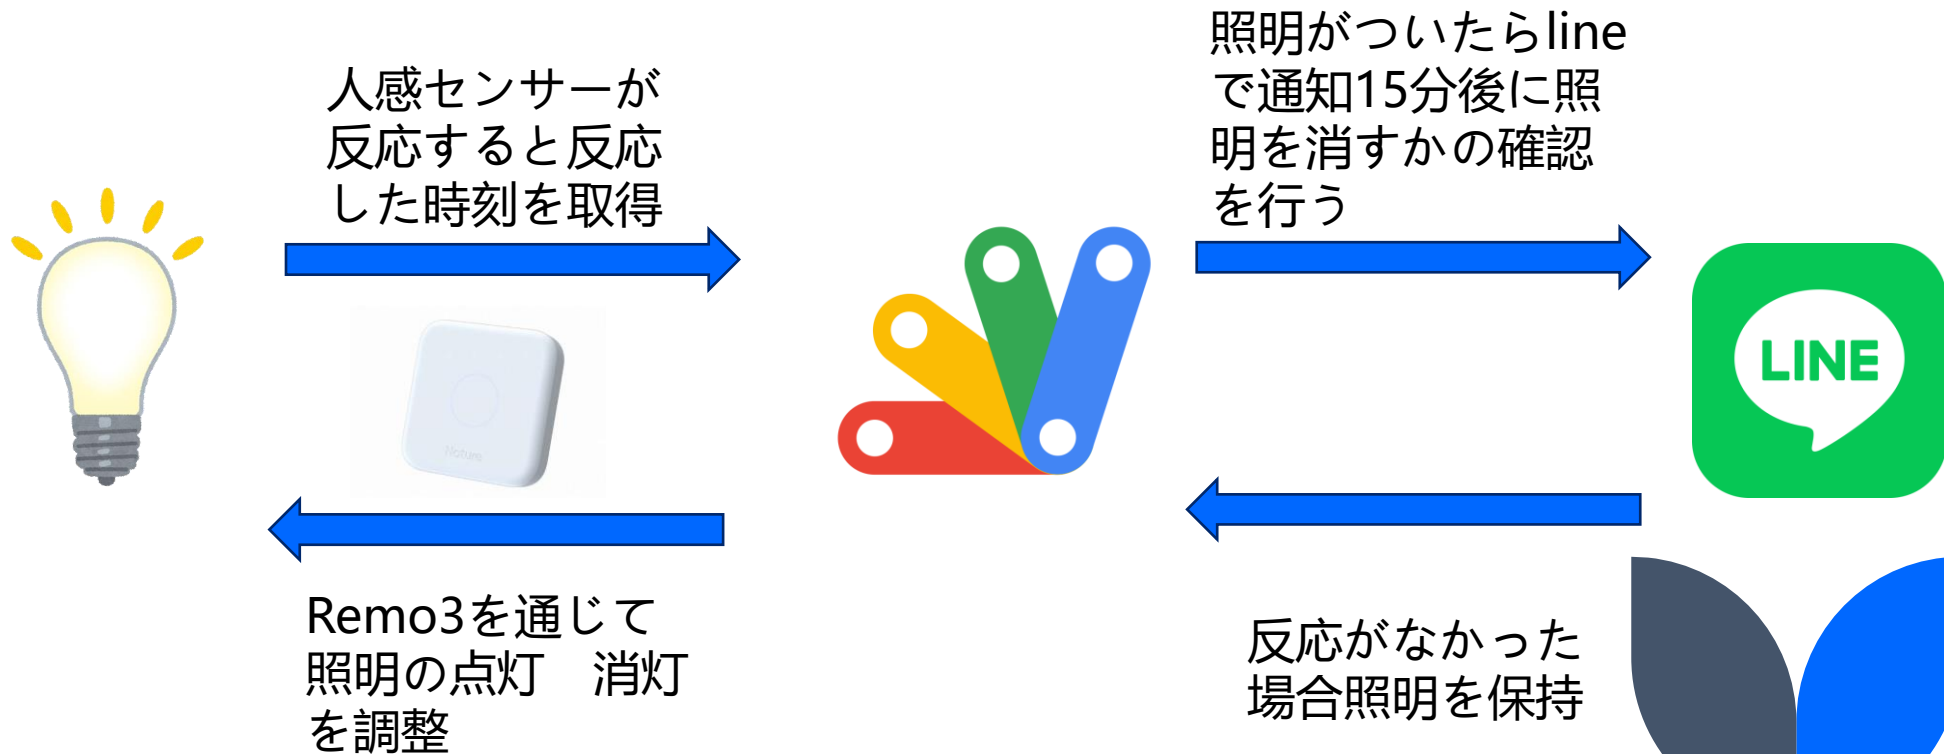 人感センサーが
反応すると反応
した時刻を取得
照明がついたらline
で通知15分後に照
明を消すかの確認
を行う
Nature
LINE
Remo3を通じて
照明の点灯　消灯
を調整
反応がなかった
場合照明を保持